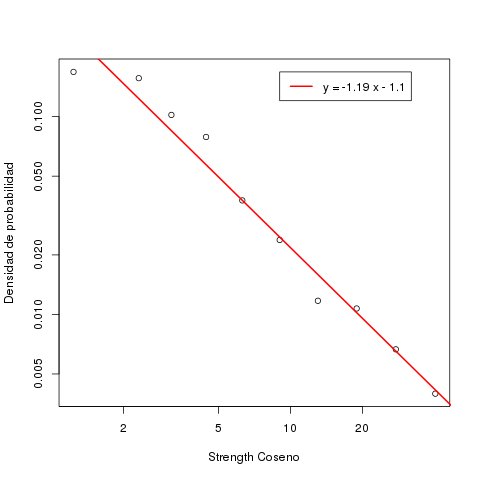 y = -1.19 x - 1.1
Densidad de probabilidad
0.100
0.050
0.020
0.010
0.005
2 5 10 20
Strength Coseno